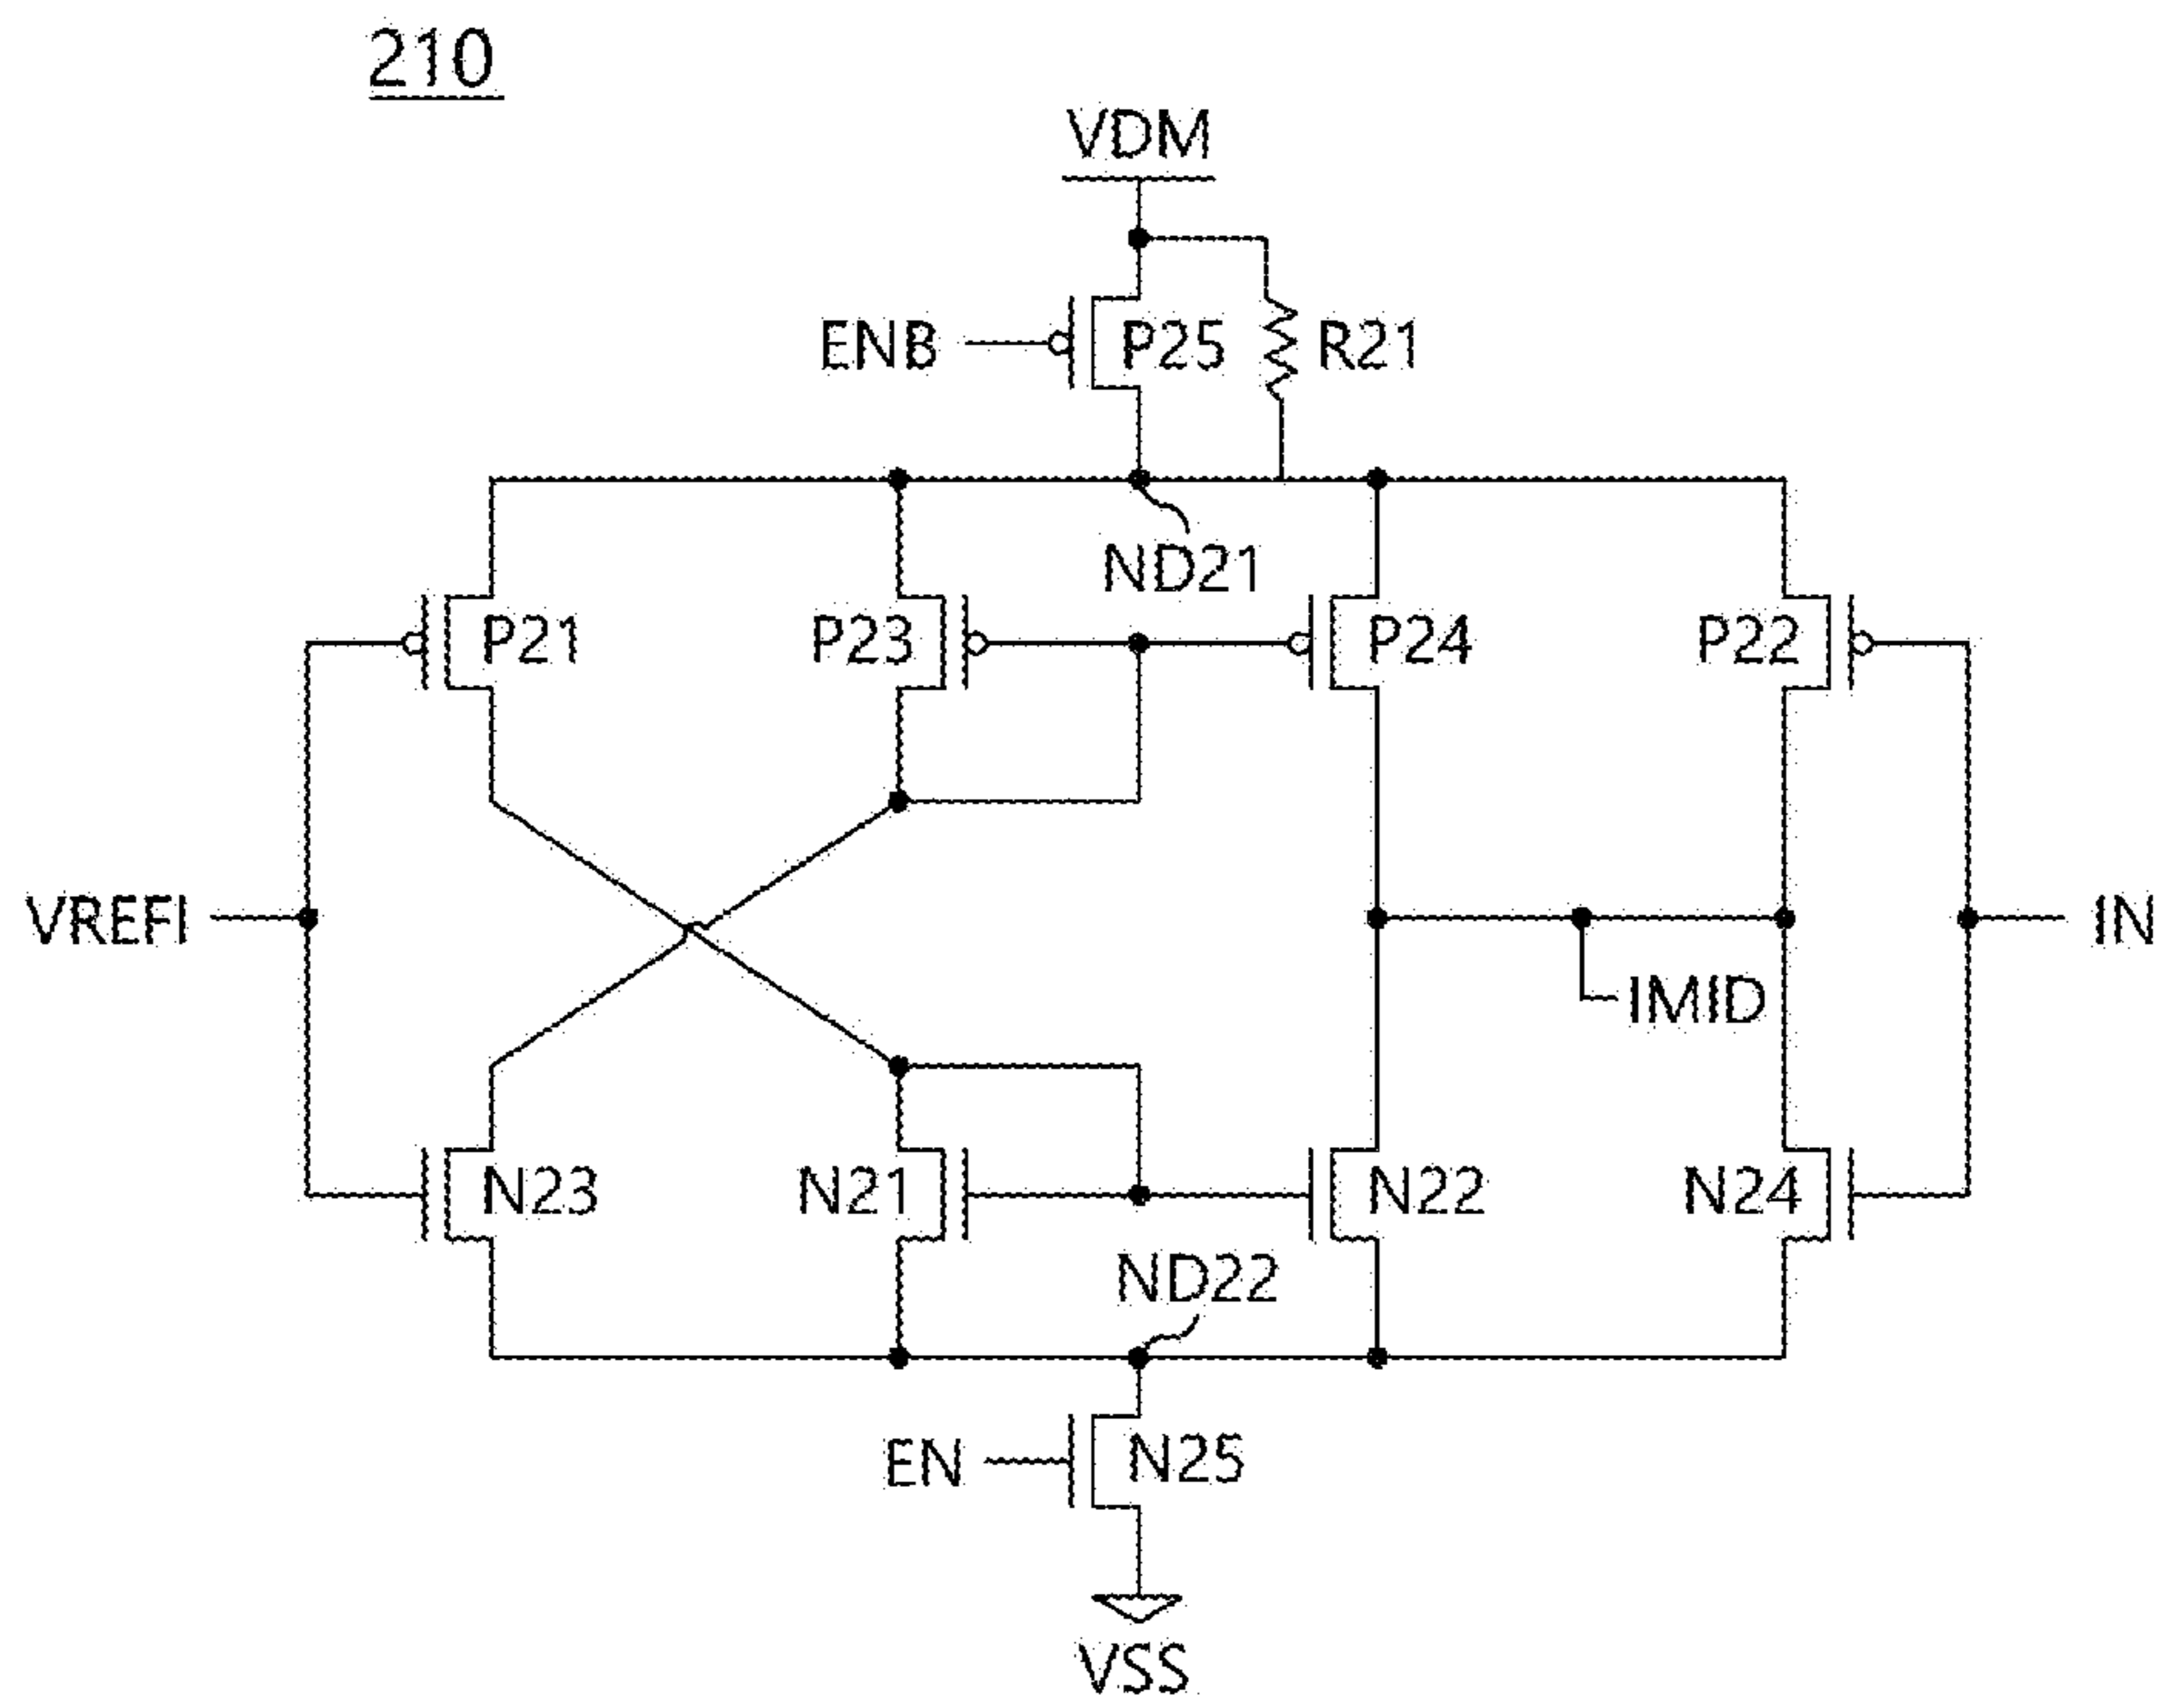 210
VDM
ENB
P25
R21
ND21
P21
P23
P24
P22
VREFI
IN
IMID
N23
N21
N22
N24
ND22
EN
N25
VSS